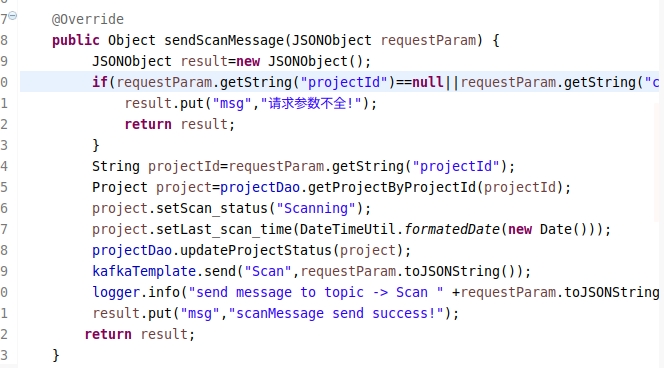 7 @Override
8 public Object sendScanMessage(JSONObject requestParam) {
9 JSONObject result=new JSONObject();
0 if(requestParam.getString("projectId")==null||requestParam.getString("c
1 result.put("msg","请求参数不全!");
2 return result;
3 }
4 String projectId=requestParam.getString("projectId");
5 Project project=projectDao.getProjectByProjectId(projectId);
6 project.setScan_status("Scanning");
7 project.setLast_scan_time(DateTimeUtil.formatedDate(new Date()));
8 projectDao.updateProjectStatus(project);
9 kafkaTemplate.send("Scan",requestParam.toJSONString());
0 logger.info("send message to topic -> Scan " +requestParam.toJSONString
1 result.put("msg","scanMessage send success!");
2 return result;
3 }